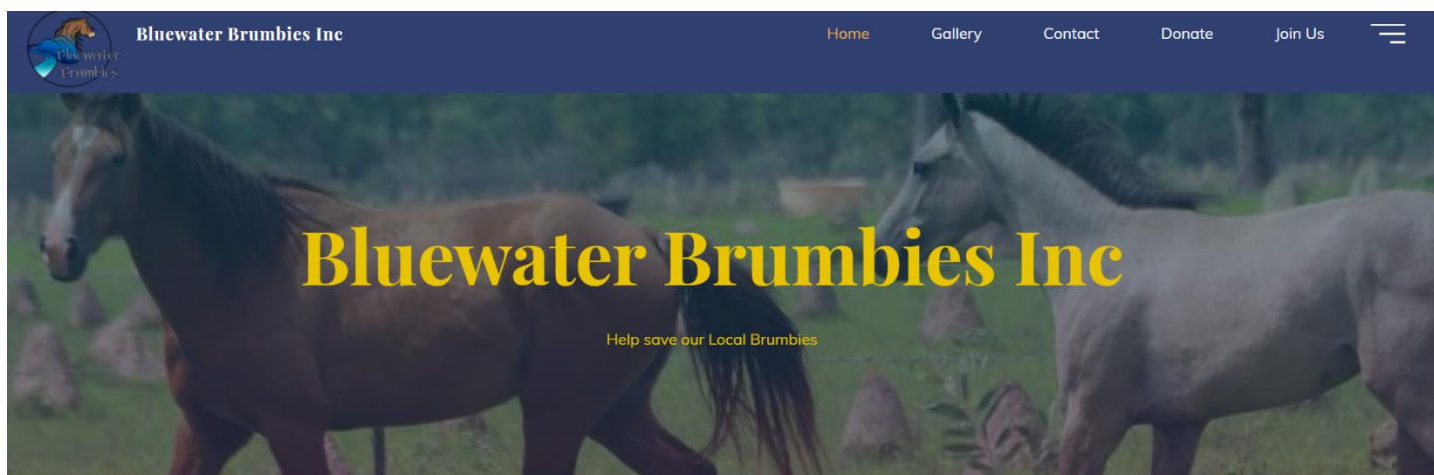 Bluewater Brumbies Inc
Home Gallery Contact Donate Join Us
Bluewater
Brumbies
Bluewater Brumbies Inc
Help save our Local Brumbies